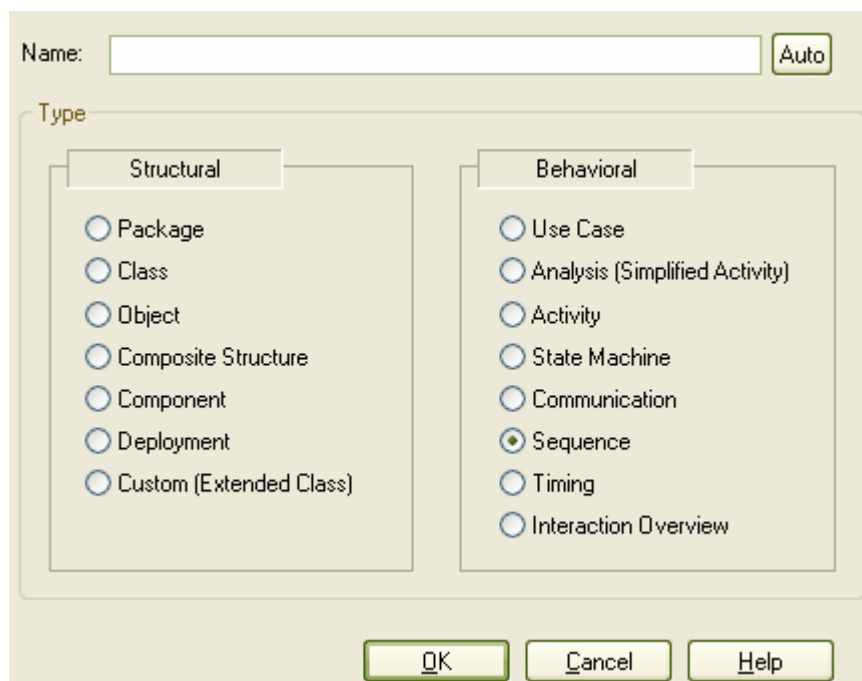 Name:
Auto
Type
Structural
Package
Class
Object
Composite Structure
Component
Deployment
Custom (Extended Class)
Behavioral
Use Case
Analysis (Simplified Activity)
Activity
State Machine
Communication
Sequence
Timing
Interaction Overview
OK Cancel Help